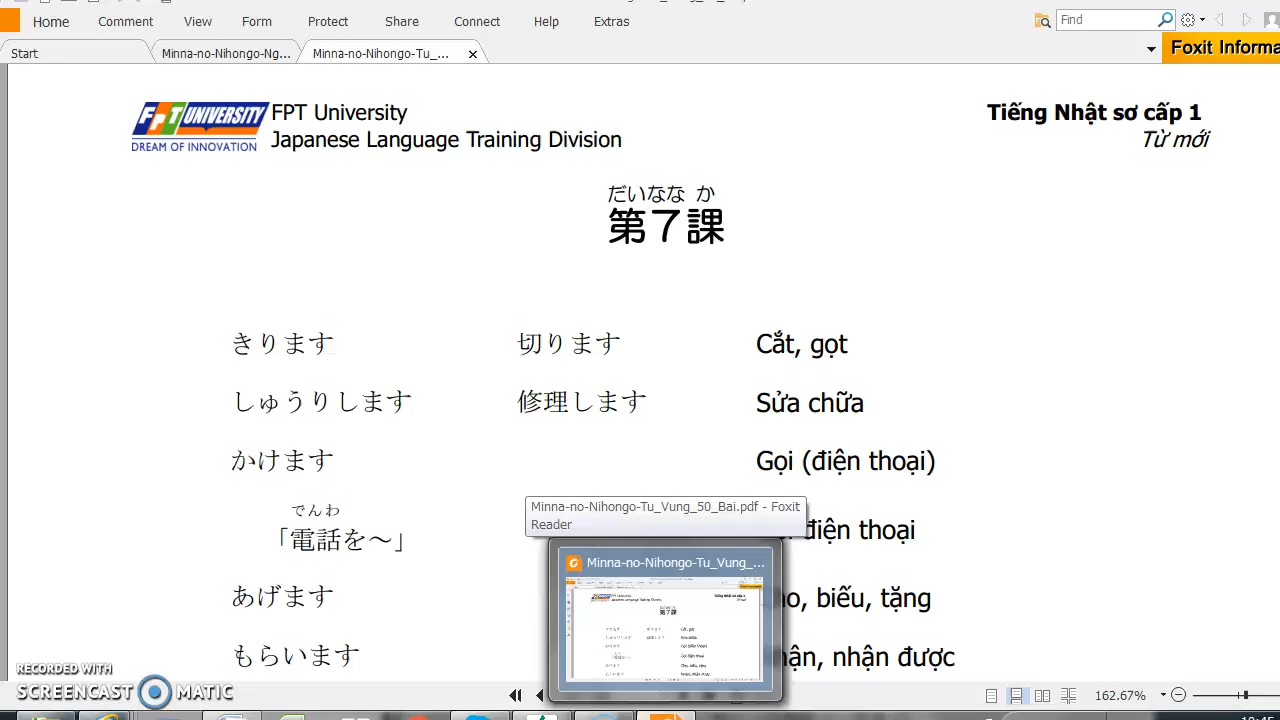 Home Comment View Form Protect Share Connect Help Extras Find
Start Minna-no-Nihongo-Ng... Minna-no-Nihongo-Tu_... Foxit Informa
FPT UNIVERSITY
DREAM OF INNOVATION
FPT University
Japanese Language Training Division
Tiếng Nhật sơ cấp 1
Từ mới
だいなな か
第7課
きります 切ります Cắt, gọt
しゅうりします 修理します Sửa chữa
かけます Gọi (điện thoại)
でんわ
「電話を～」 điện thoại
あげます biếu, tặng
もらいます nhận được
Minna-no-Nihongo-Tu_Vung_50_Bai.pdf - Foxit
Reader
Minna-no-Nihongo-Tu_Vung_...
RECORDED WITH
SCREENCAST MATIC
162.67%